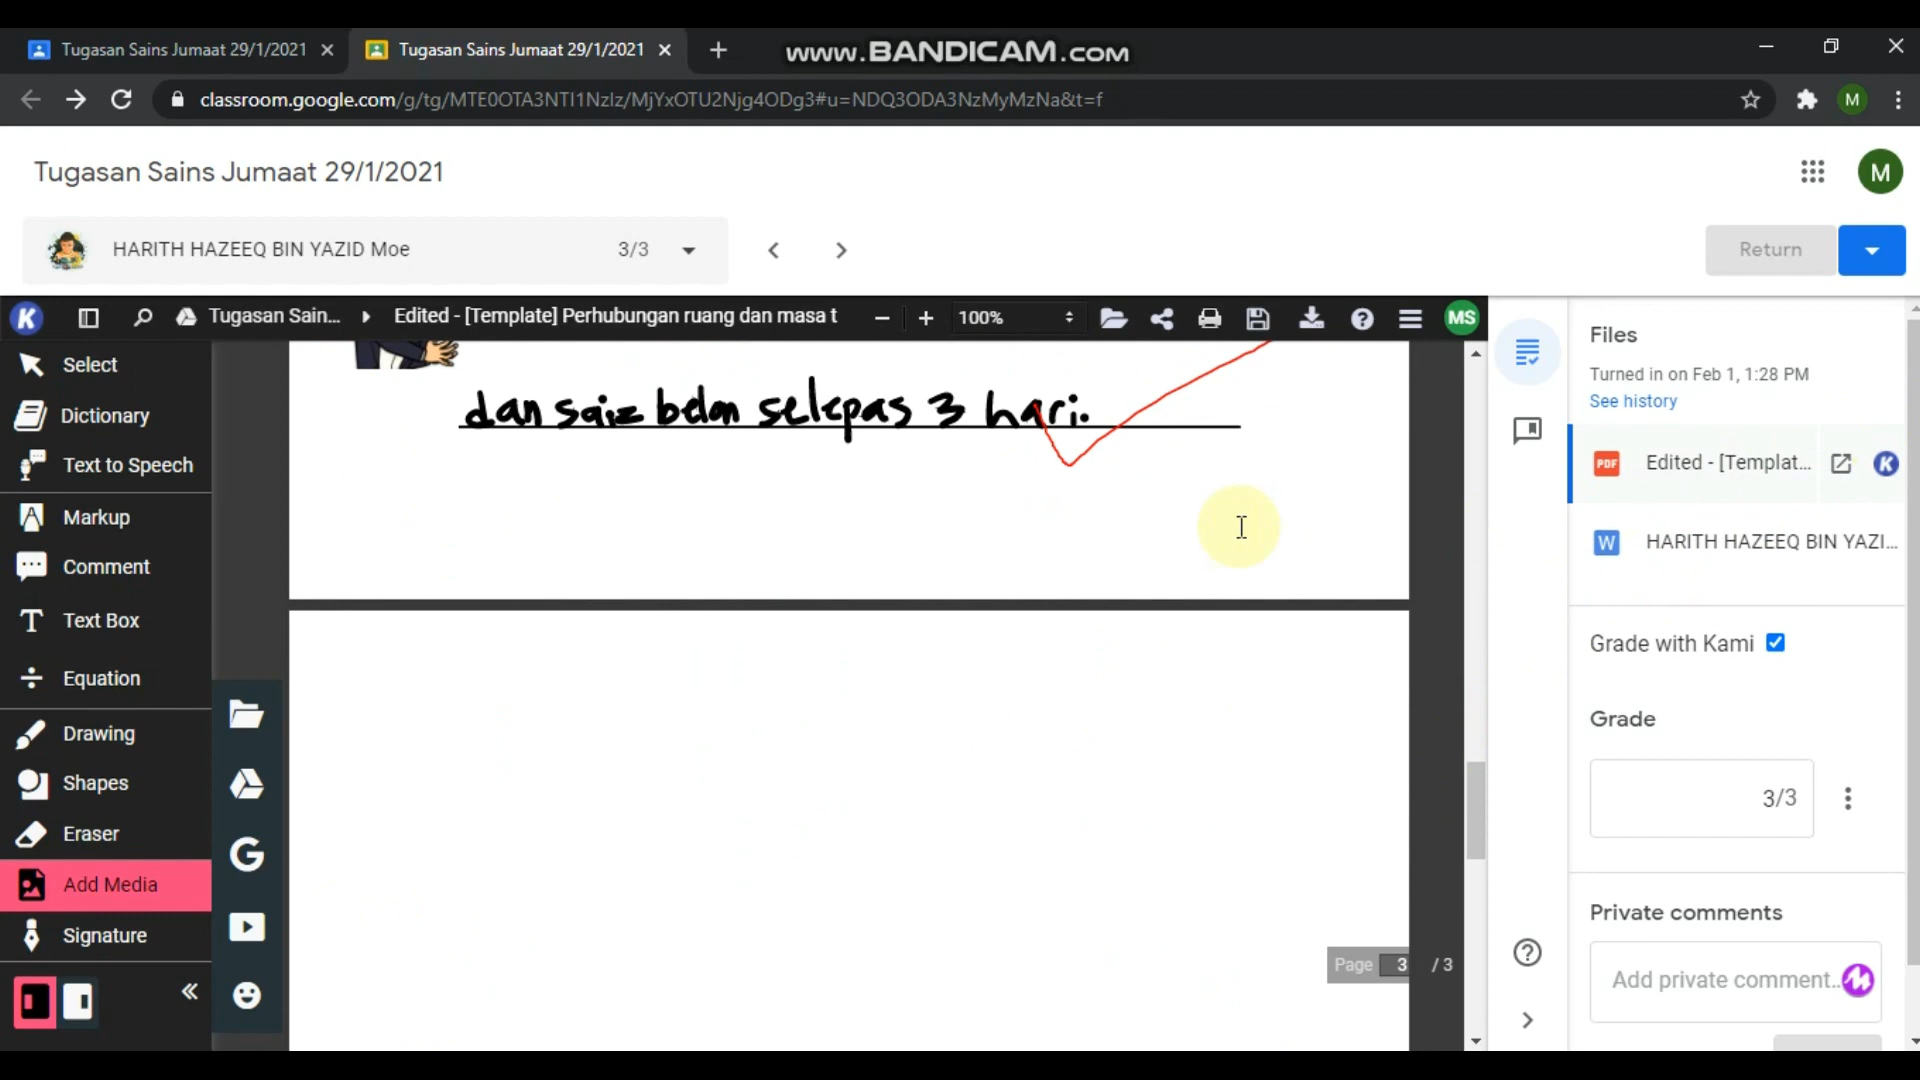 Tugasan Sains Jumaat 29/1/2021
Tugasan Sains Jumaat 29/1/2021
www.BANDICAM.com
classroom.google.com/g/tg/MTE0OTA3NTI1NzIz/MjYxOTU2Njg4ODg3#u=NDQ3ODA3NzMyMzNa&t=f
M
Tugasan Sains Jumaat 29/1/2021
M
HARITH HAZEEQ BIN YAZID Moe
3/3
Return
K
Tugasan Sain...
Edited - [Template] Perhubungan ruang dan masa t
100%
MS
Select
Dictionary
Text to Speech
Markup
Comment
Text Box
Equation
Drawing
Shapes
Eraser
Add Media
Signature
dan saiz belon selepas 3 hari.
Page 3 / 3
Files
Turned in on Feb 1, 1:28 PM
See history
PDF Edited - [Templat... K
W HARITH HAZEEQ BIN YAZI...
Grade with Kami
Grade
3/3
Private comments
Add private comment...